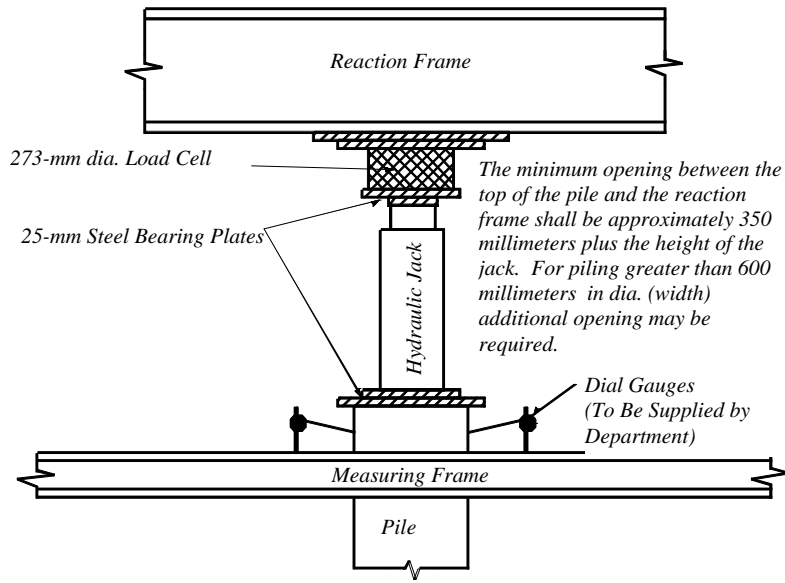 Reaction Frame
273-mm dia. Load Cell
The minimum opening between the
top of the pile and the reaction
frame shall be approximately 350
millimeters plus the height of the
jack. For piling greater than 600
millimeters in dia. (width)
additional opening may be
required.
25-mm Steel Bearing Plates
Hydraulic Jack
Dial Gauges
(To Be Supplied by
Department)
Measuring Frame
Pile